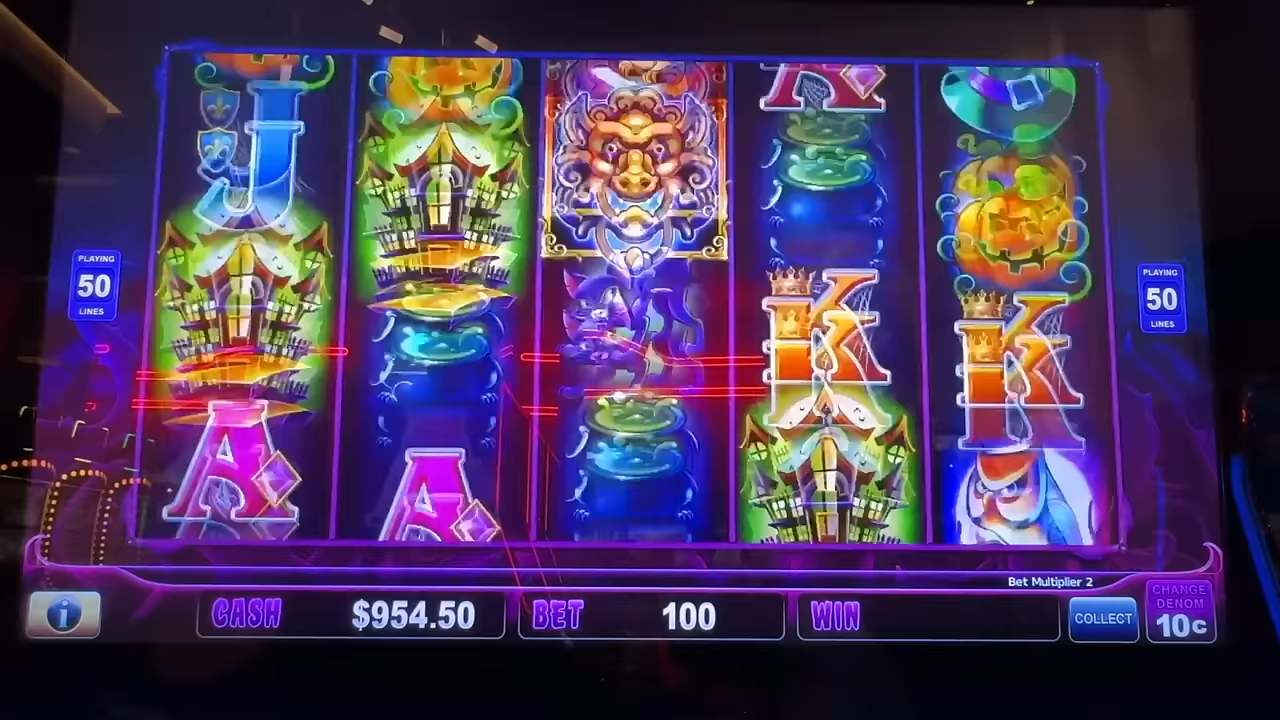 J
A
PLAYING
50
LINES
K
K
PLAYING
50
LINES
A
A
Bet Multiplier 2
CASH $954.50 BET 100 WIN
COLLECT
CHANGE
DENOM
10c
i